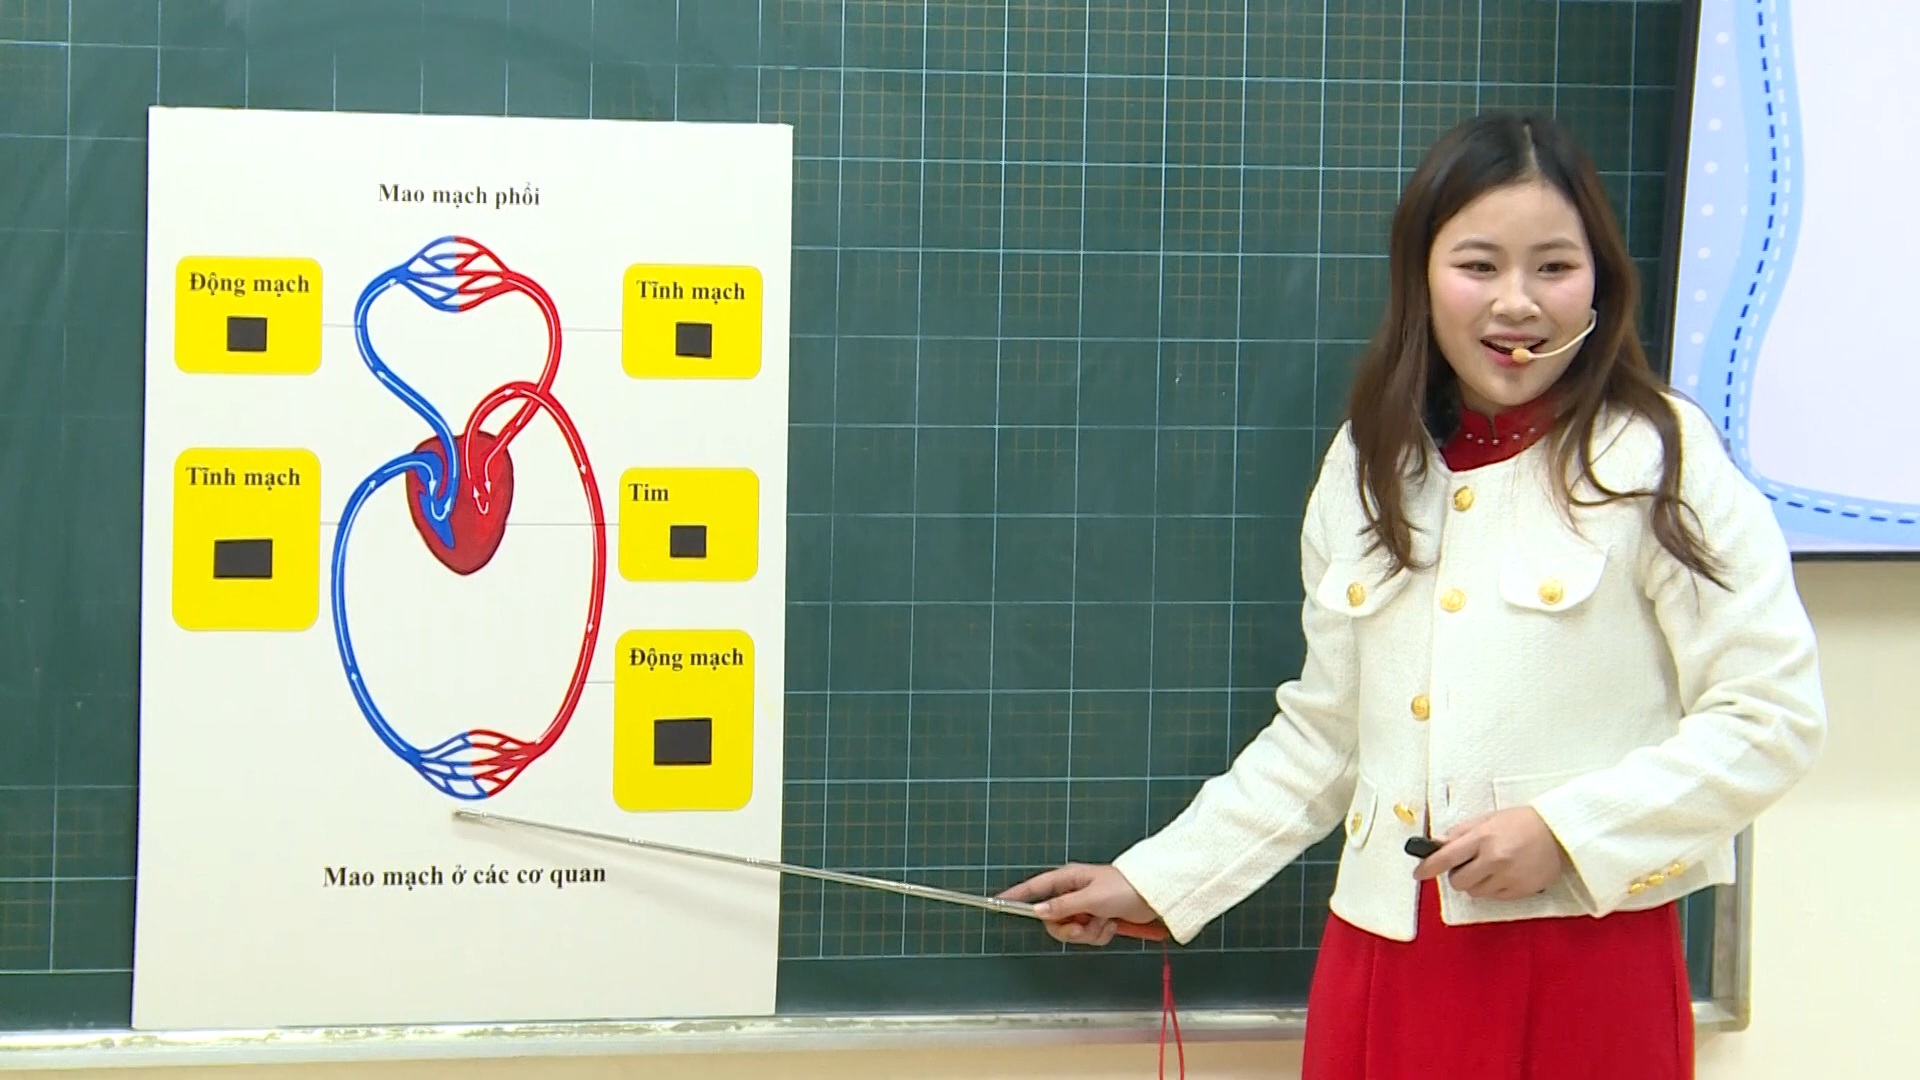 Mao mạch phổi
Động mạch
Tĩnh mạch
Tĩnh mạch
Tim
Động mạch
Mao mạch ở các cơ quan